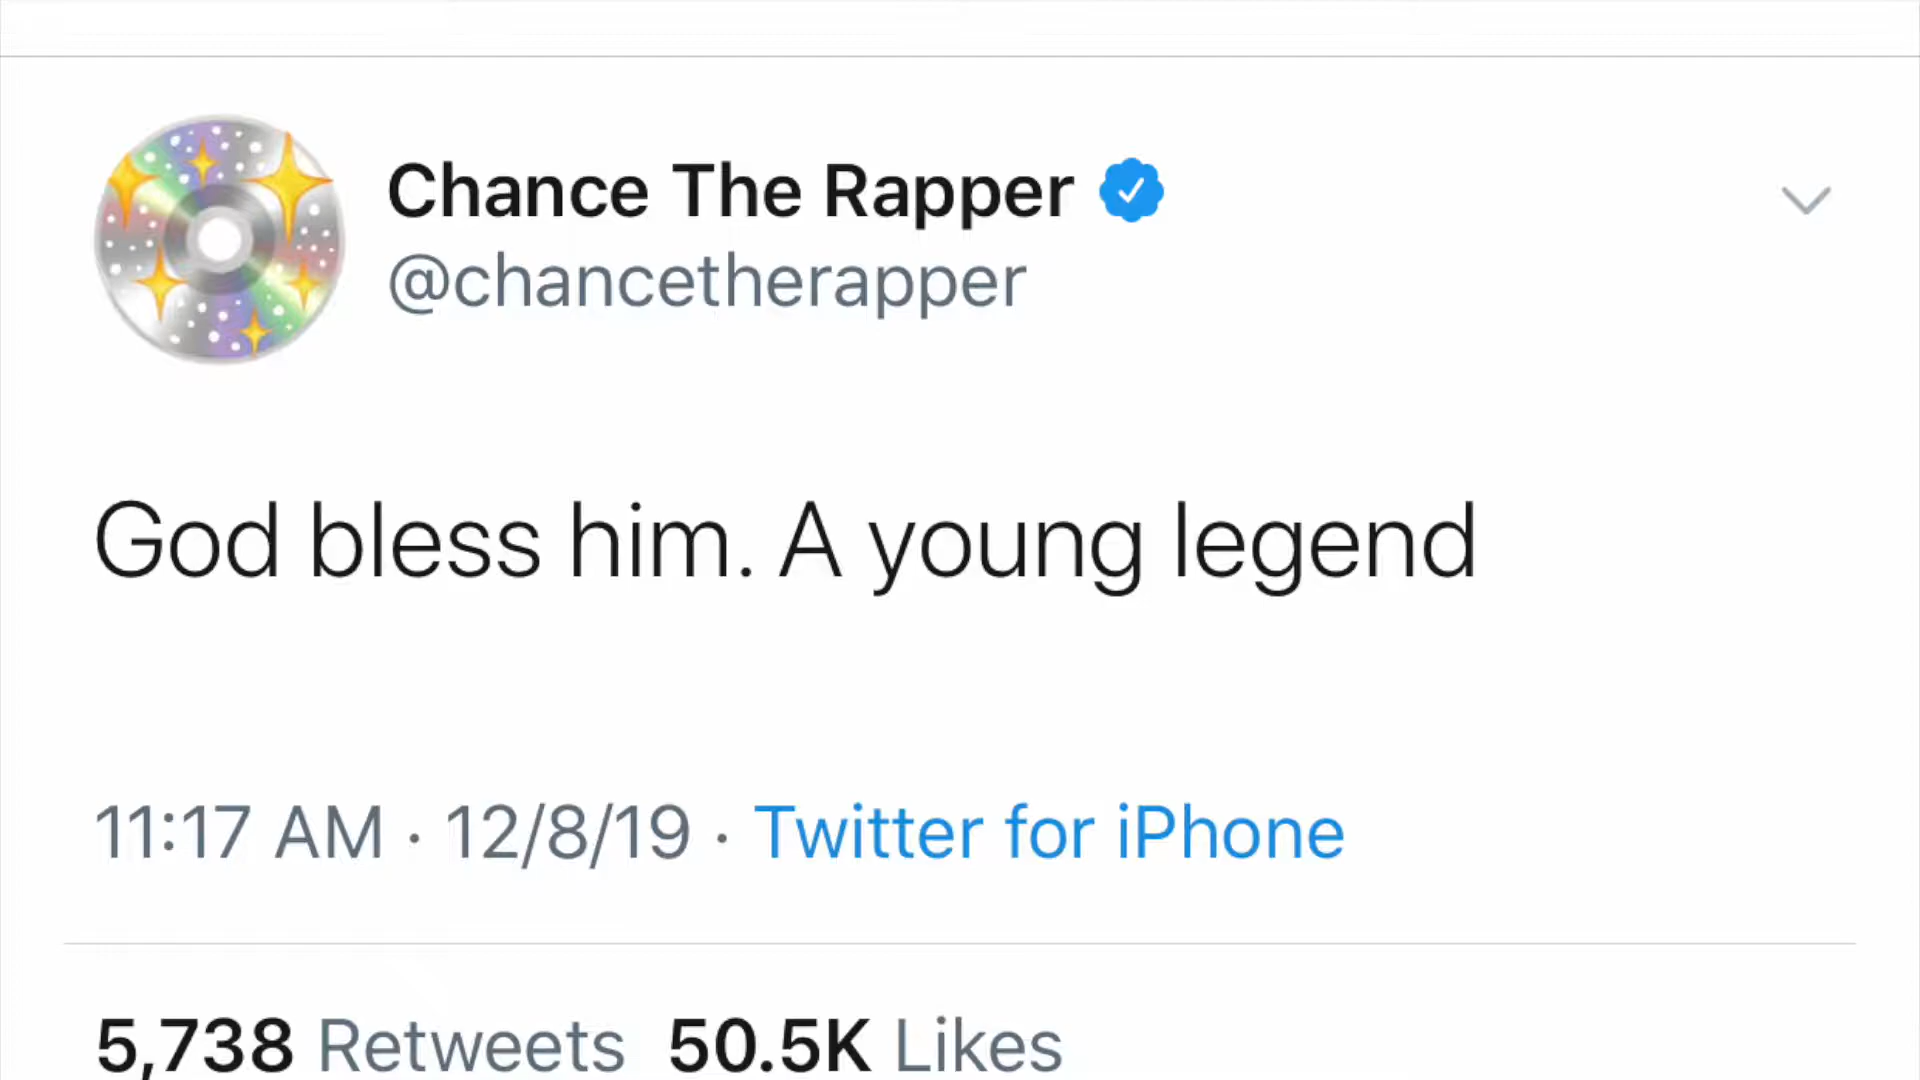 Chance The Rapper
@chancetherapper
God bless him. A young legend
11:17 AM · 12/8/19 · Twitter for iPhone
5,738 Retweets 50.5K Likes